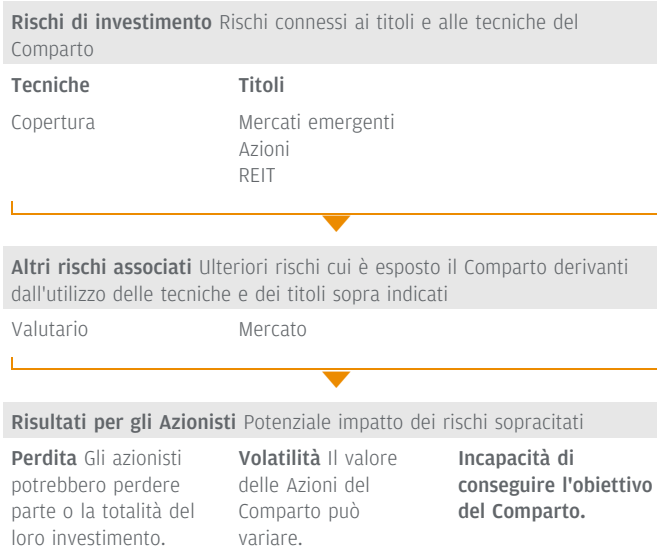 Rischi di investimento Rischi connessi ai titoli e alle tecniche del
Comparto
Tecniche Titoli
Copertura Mercati emergenti
Azioni
REIT
Altri rischi associati Ulteriori rischi cui è esposto il Comparto derivanti
dall'utilizzo delle tecniche e dei titoli sopra indicati
Valutario Mercato
Risultati per gli Azionisti Potenziale impatto dei rischi sopracitati
Perdita Gli azionisti
potrebbero perdere
parte o la totalità del
loro investimento.
Volatilità Il valore
delle Azioni del
Comparto può
variare.
Incapacità di
conseguire l'obiettivo
del Comparto.